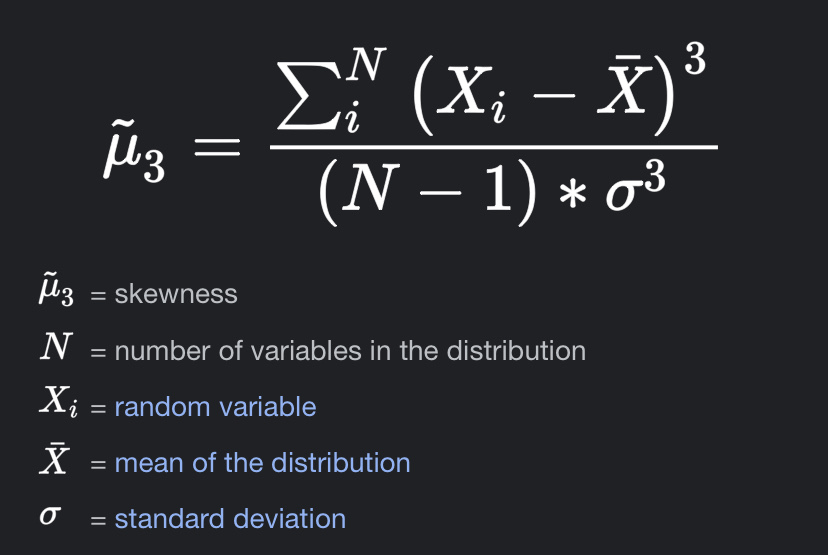 μ̃₃ = ∑ᵢᴺ (Xᵢ − X̄)³ / (N − 1) * σ³
μ̃₃ = skewness
N = number of variables in the distribution
Xᵢ = random variable
X̄ = mean of the distribution
σ = standard deviation